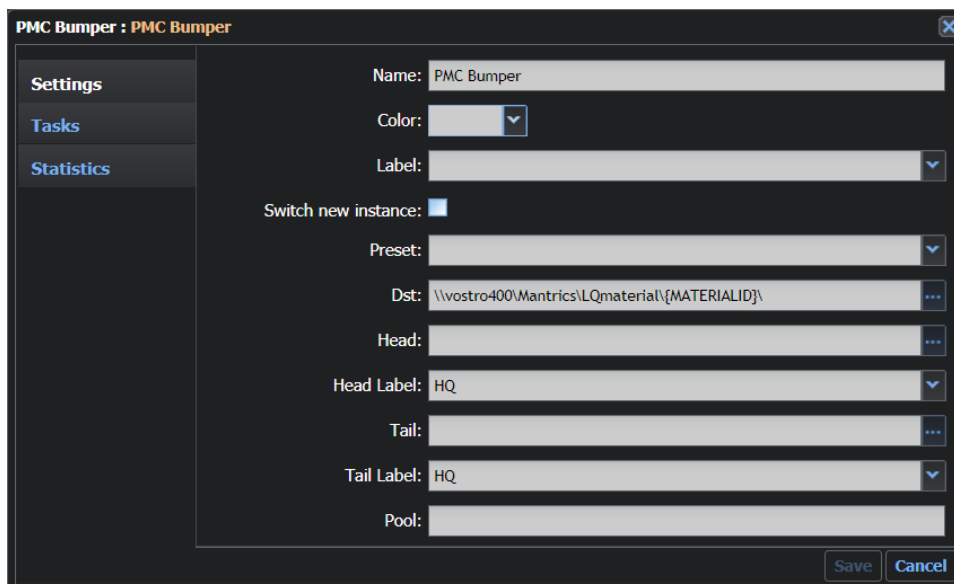 PMC Bumper : PMC Bumper
Settings
Tasks
Statistics
Name: PMC Bumper
Color:
Label:
Switch new instance:
Preset:
Dst: \\vostro400\Mantrics\LQmaterial\{MATERIALID}\
Head:
Head Label: HQ
Tail:
Tail Label: HQ
Pool:
Save Cancel